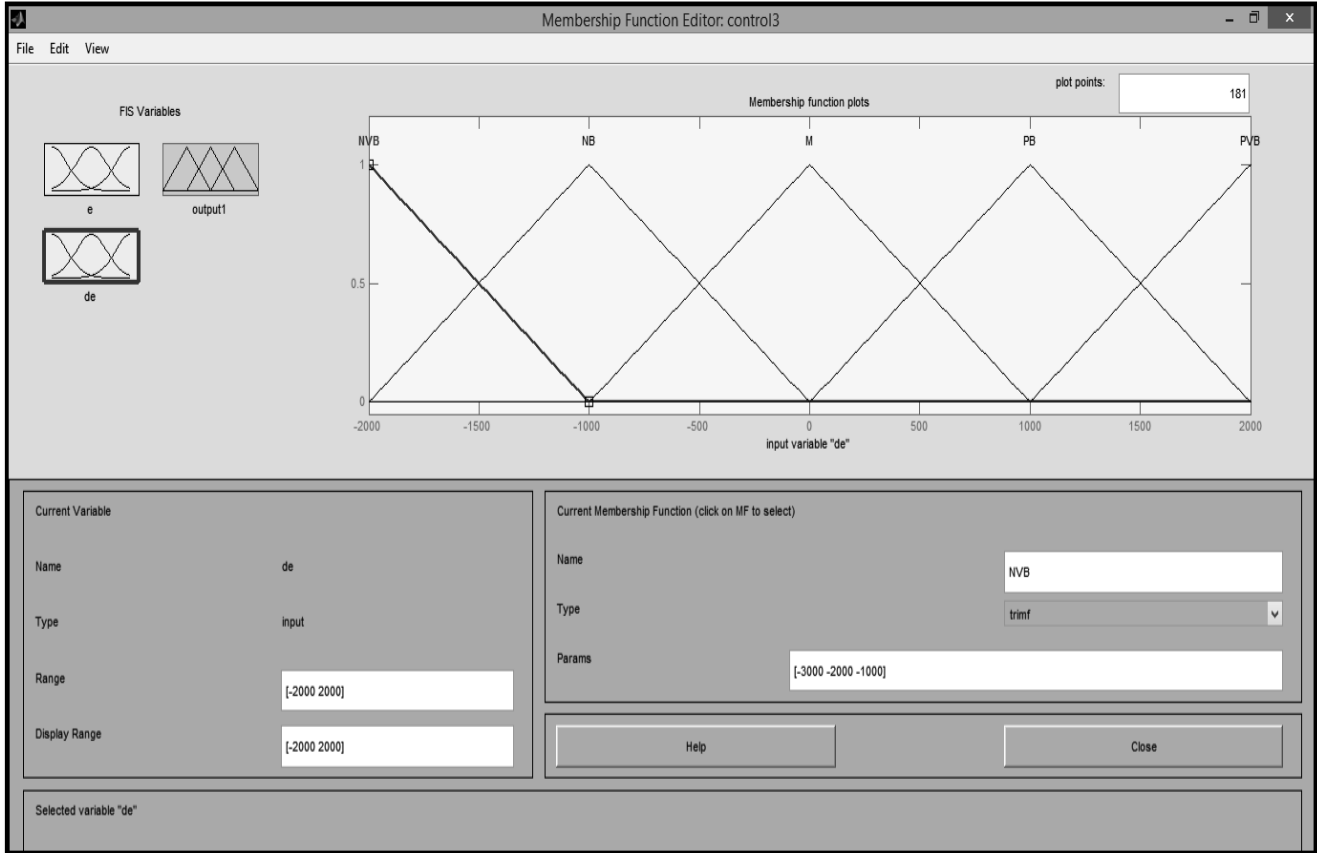 Membership Function Editor: control3
File Edit View
FIS Variables
e
output1
de
plot points:
181
Membership function plots
NVB NB M PB PVB
1
0.5
0
-2000 -1500 -1000 -500 0 500 1000 1500 2000
input variable "de"
Current Variable
Name de
Type input
Range [-2000 2000]
Display Range [-2000 2000]
Current Membership Function (click on MF to select)
Name NVB
Type trimf
Params [-3000 -2000 -1000]
Help Close
Selected variable "de"